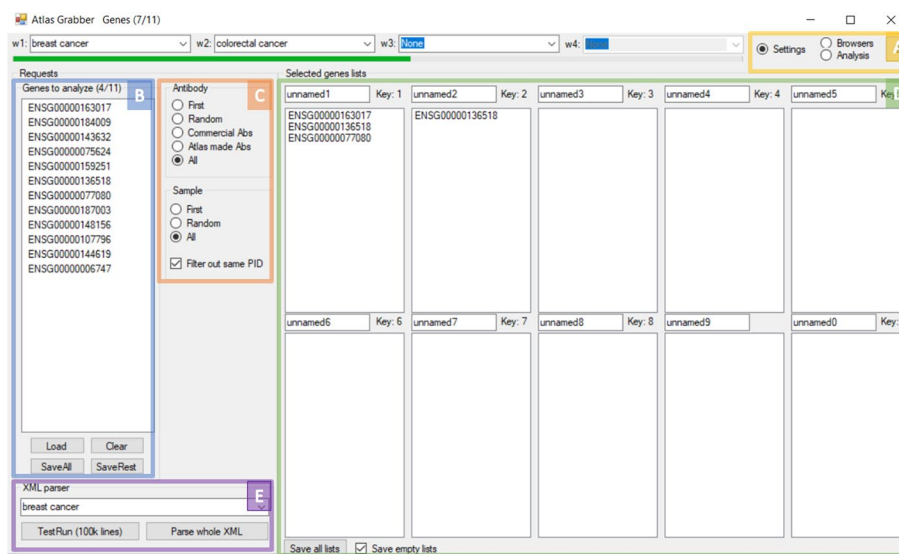 Atlas Grabber Genes (7/11)
w1: breast cancer w2: colorectal cancer w3: None w4:
Settings Browsers Analysis A
Requests Selected genes lists
Genes to analyze (4/11) B
ENSG00000163017
ENSG00000184009
ENSG00000143632
ENSG00000075624
ENSG00000159251
ENSG00000136518
ENSG00000077080
ENSG00000187003
ENSG00000148156
ENSG00000107796
ENSG00000144619
ENSG00000006747
Load Clear
SaveAll SaveRest
Antibody C
First
Random
Commercial Abs
Atlas made Abs
All
Sample
First
Random
All
Filter out same PID
unnamed1 Key: 1 unnamed2 Key: 2 unnamed3 Key: 3 unnamed4 Key: 4 unnamed5
ENSG00000163017 ENSG00000136518
ENSG00000136518
ENSG00000077080
unnamed6 Key: 6 unnamed7 Key: 7 unnamed8 Key: 8 unnamed9 unnamed0 Key:
XML parser E
breast cancer
TestRun (100k lines) Parse whole XML
Save all lists Save empty lists